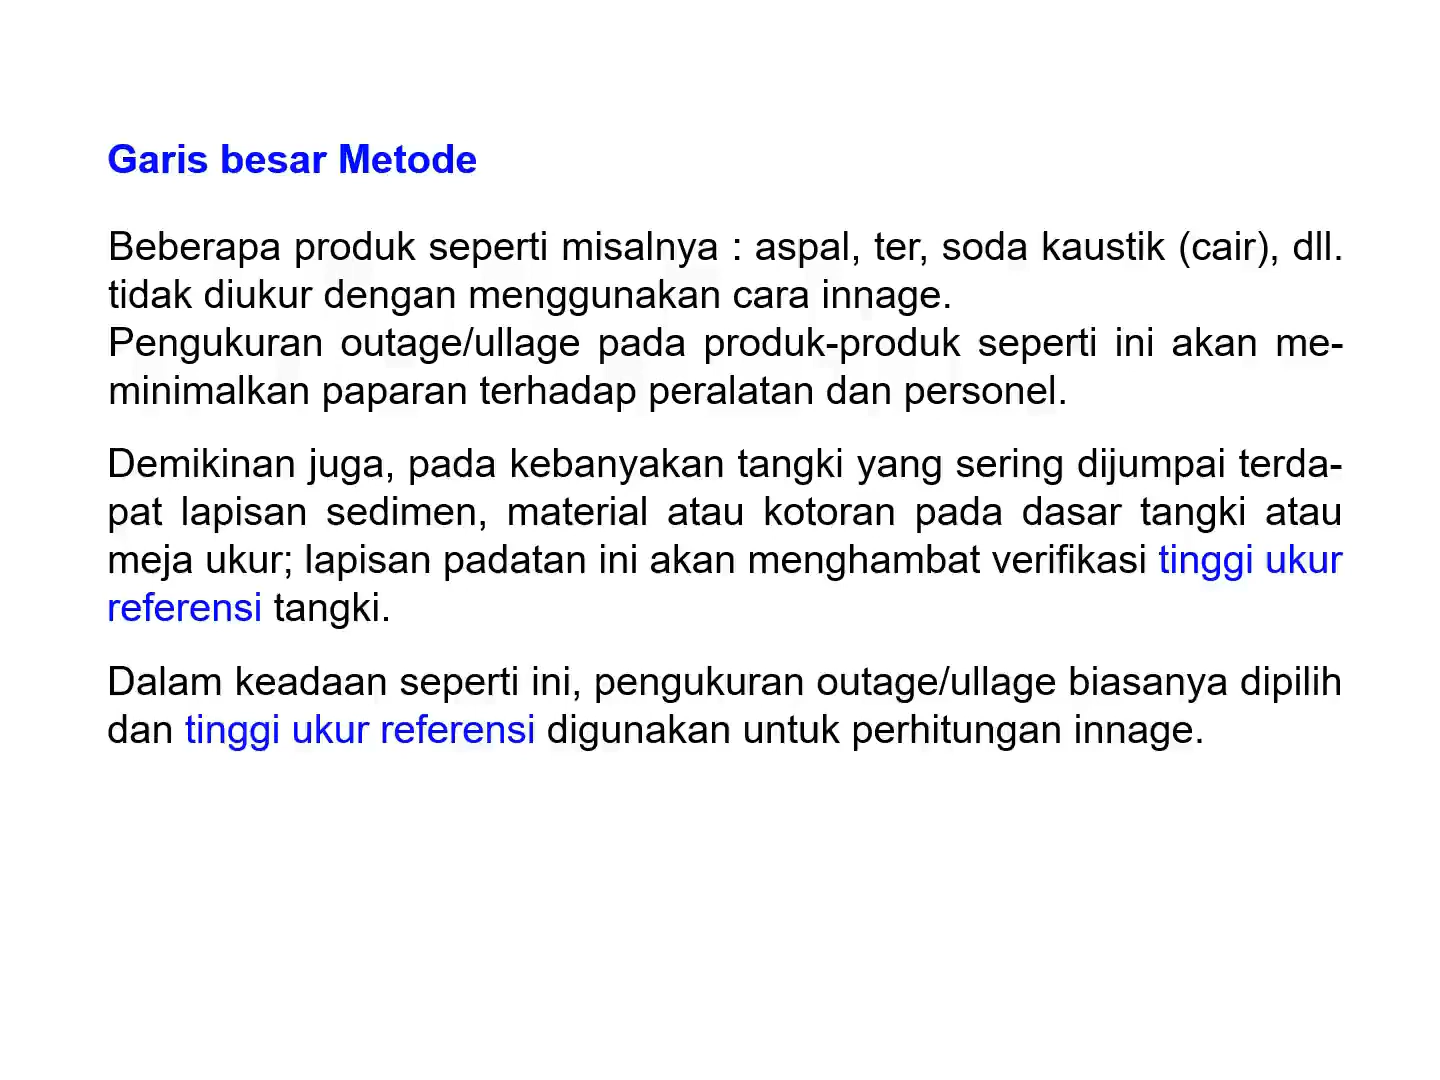 Garis besar Metode
Beberapa produk seperti misalnya : aspal, ter, soda kaustik (cair), dll.
tidak diukur dengan menggunakan cara innage.
Pengukuran outage/ullage pada produk-produk seperti ini akan me-
minimalkan paparan terhadap peralatan dan personel.
Demikinan juga, pada kebanyakan tangki yang sering dijumpai terda-
pat lapisan sedimen, material atau kotoran pada dasar tangki atau
meja ukur; lapisan padatan ini akan menghambat verifikasi tinggi ukur
referensi tangki.
Dalam keadaan seperti ini, pengukuran outage/ullage biasanya dipilih
dan tinggi ukur referensi digunakan untuk perhitungan innage.